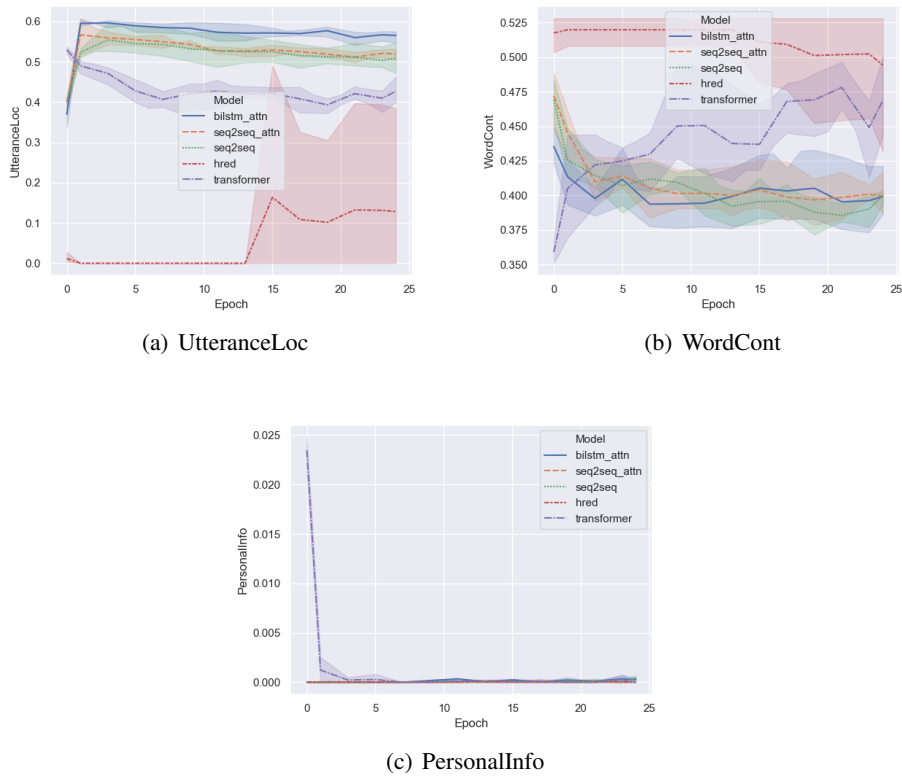 0.6
0.5
0.4
0.3
0.2
0.1
0.0
UtteranceLoc
Model
bilstm_attn
seq2seq_attn
seq2seq
hred
transformer
0 5 10 15 20 25
Epoch
(a) UtteranceLoc
0.525
0.500
0.475
0.450
0.425
0.400
0.375
0.350
WordCont
Model
bilstm_attn
seq2seq_attn
seq2seq
hred
transformer
0 5 10 15 20 25
Epoch
(b) WordCont
0.025
0.020
0.015
0.010
0.005
0.000
PersonalInfo
Model
bilstm_attn
seq2seq_attn
seq2seq
hred
transformer
0 5 10 15 20 25
Epoch
(c) PersonalInfo